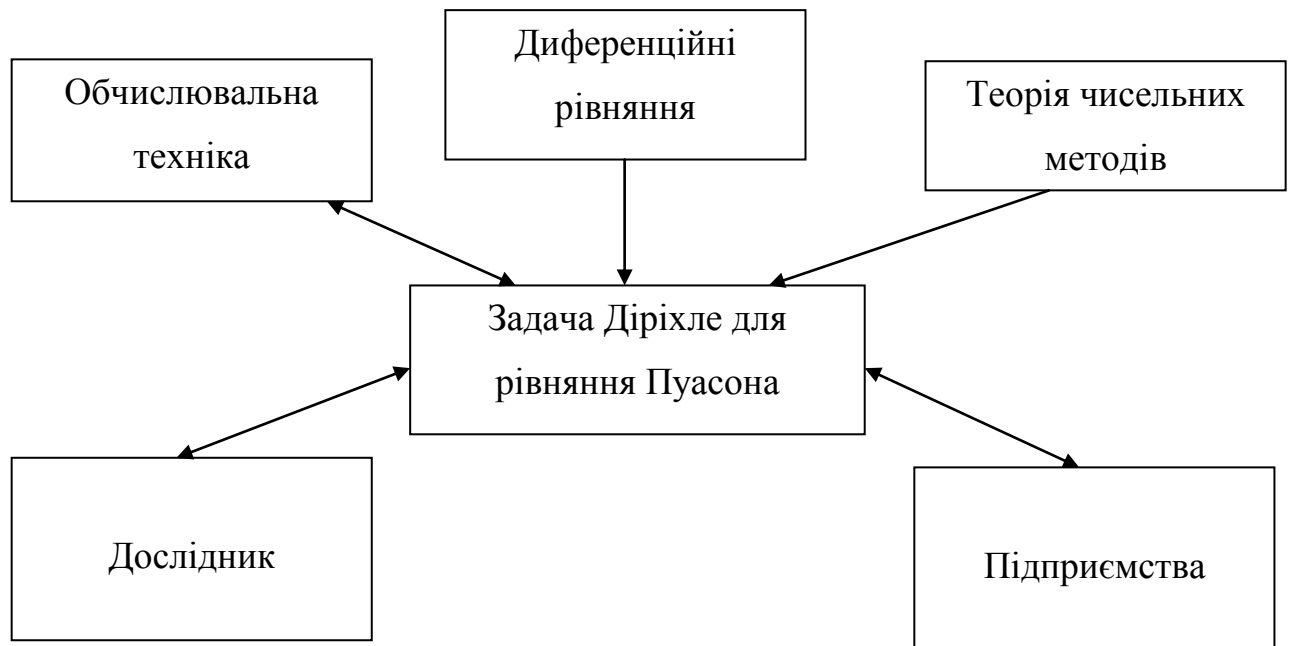 Обчислювальна
техніка
Диференційні
рівняння
Теорія чисельних
методів
Задача Діріхле для
рівняння Пуасона
Дослідник
Підприємства